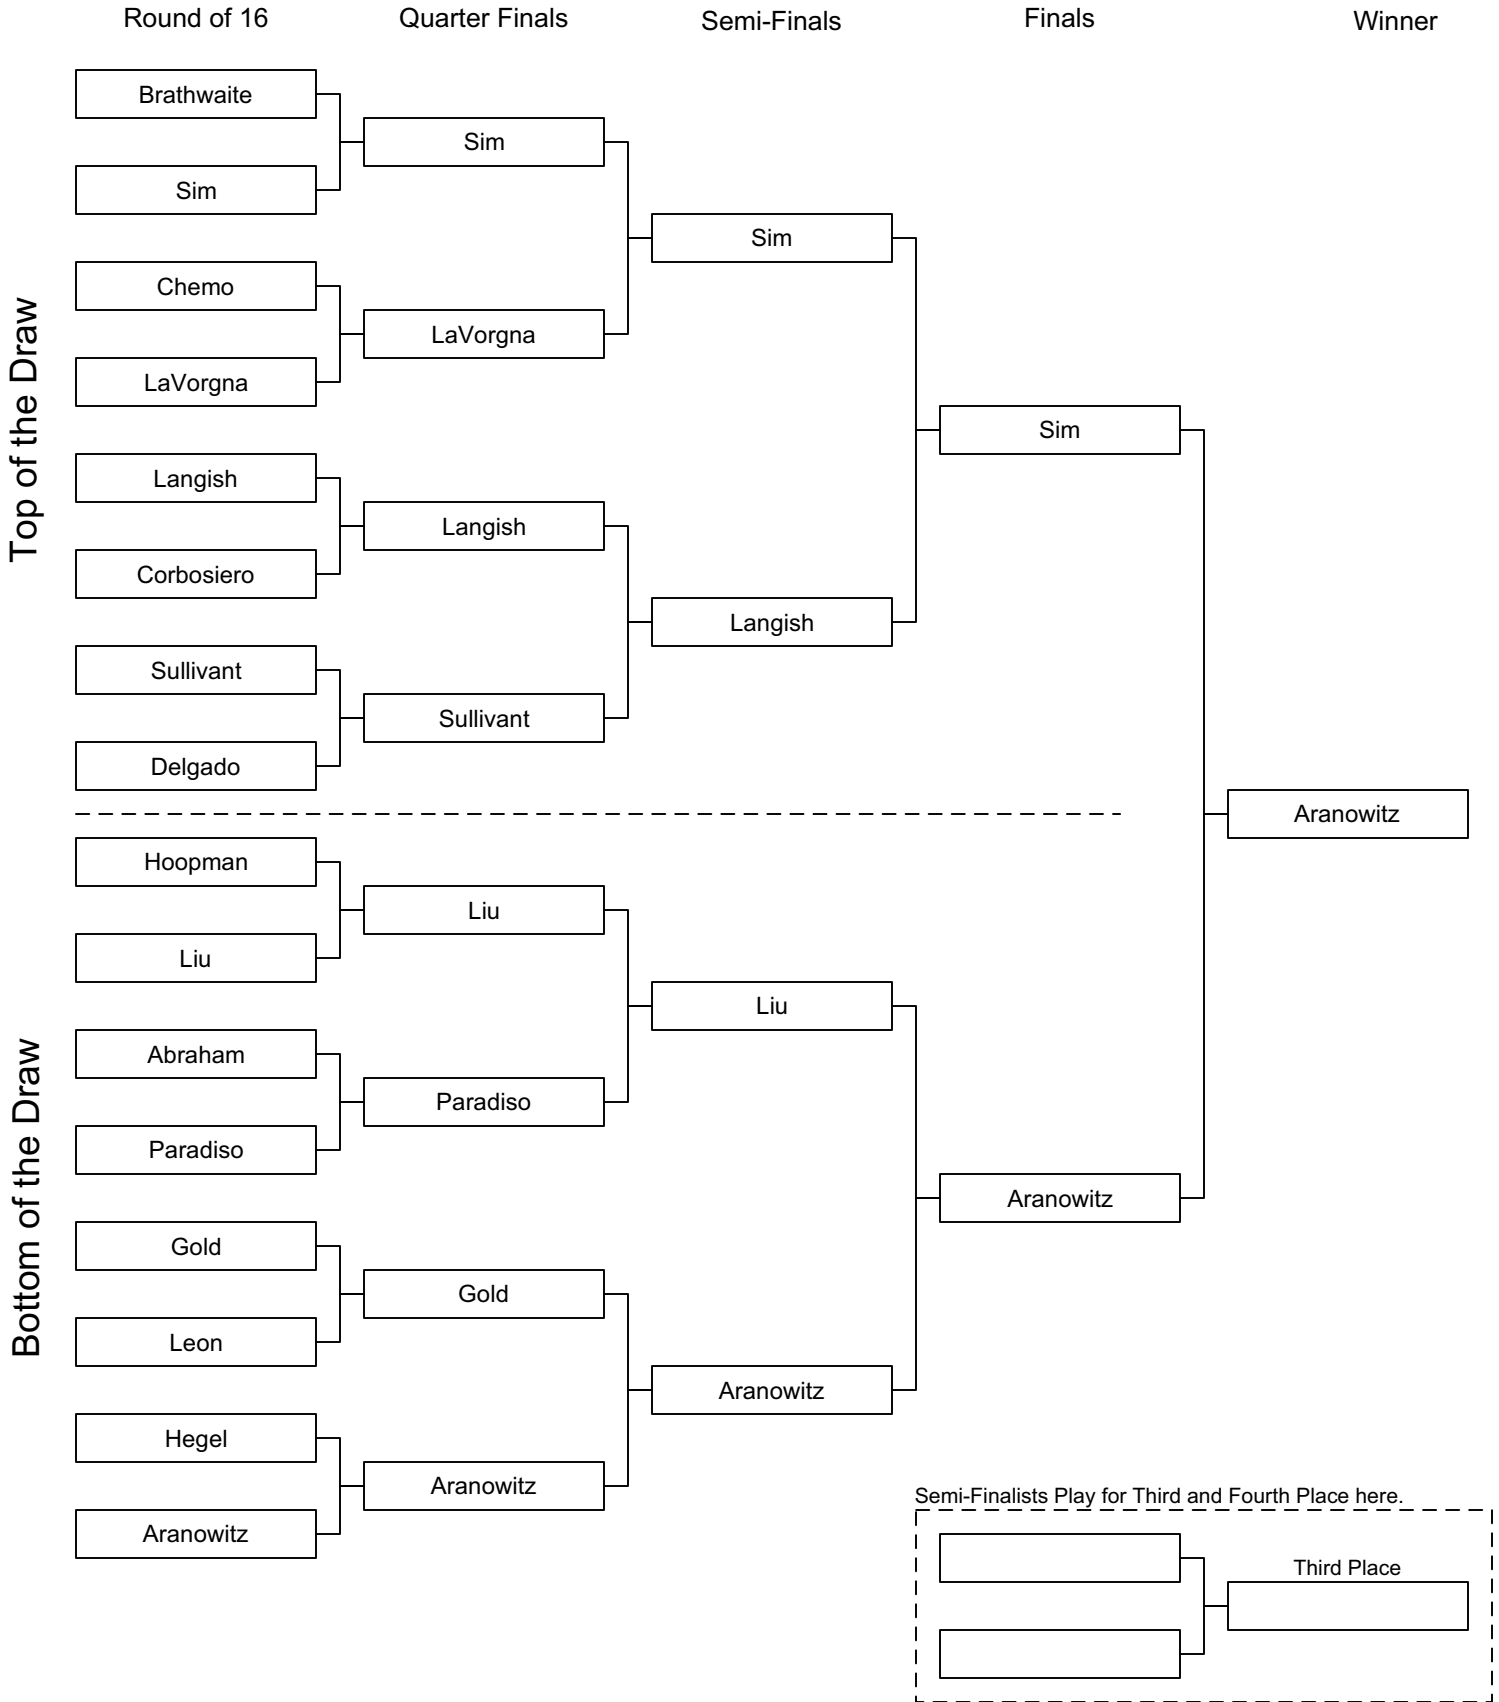 Round of 16
Quarter Finals
Semi-Finals
Finals
Winner
Top of the Draw
Brathwaite
Sim
Chemo
LaVorgna
Langish
Corbosiero
Sullivant
Delgado
Sim
LaVorgna
Langish
Sullivant
Sim
Langish
Sim
Aranowitz
Bottom of the Draw
Hoopman
Liu
Abraham
Paradiso
Gold
Leon
Hegel
Aranowitz
Liu
Paradiso
Gold
Aranowitz
Liu
Aranowitz
Aranowitz
Semi-Finalists Play for Third and Fourth Place here.
Third Place